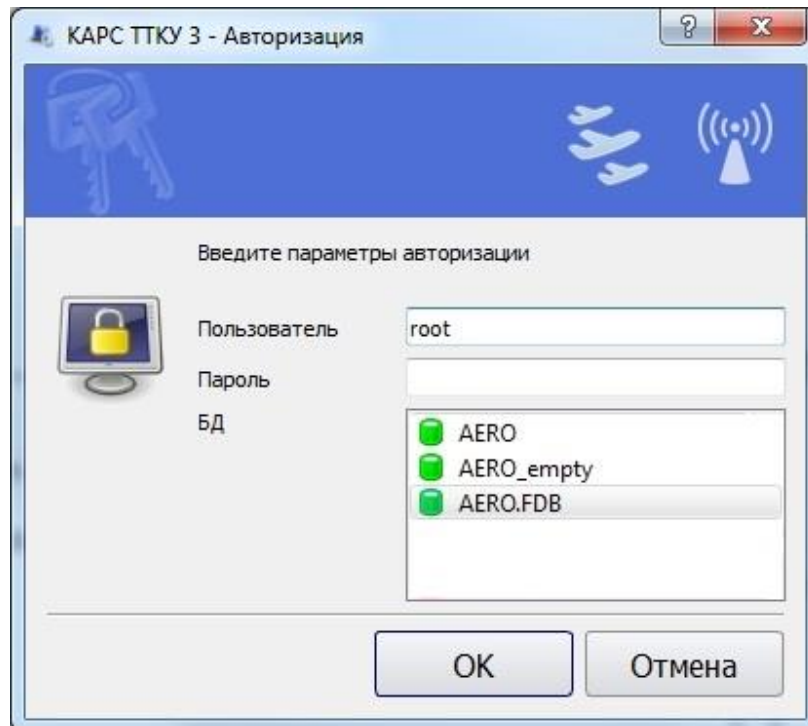 КАРС ТТКУ 3 - Авторизация
Введите параметры авторизации
Пользователь root
Пароль
БД
AERO
AERO_empty
AERO.FDB
OK Отмена